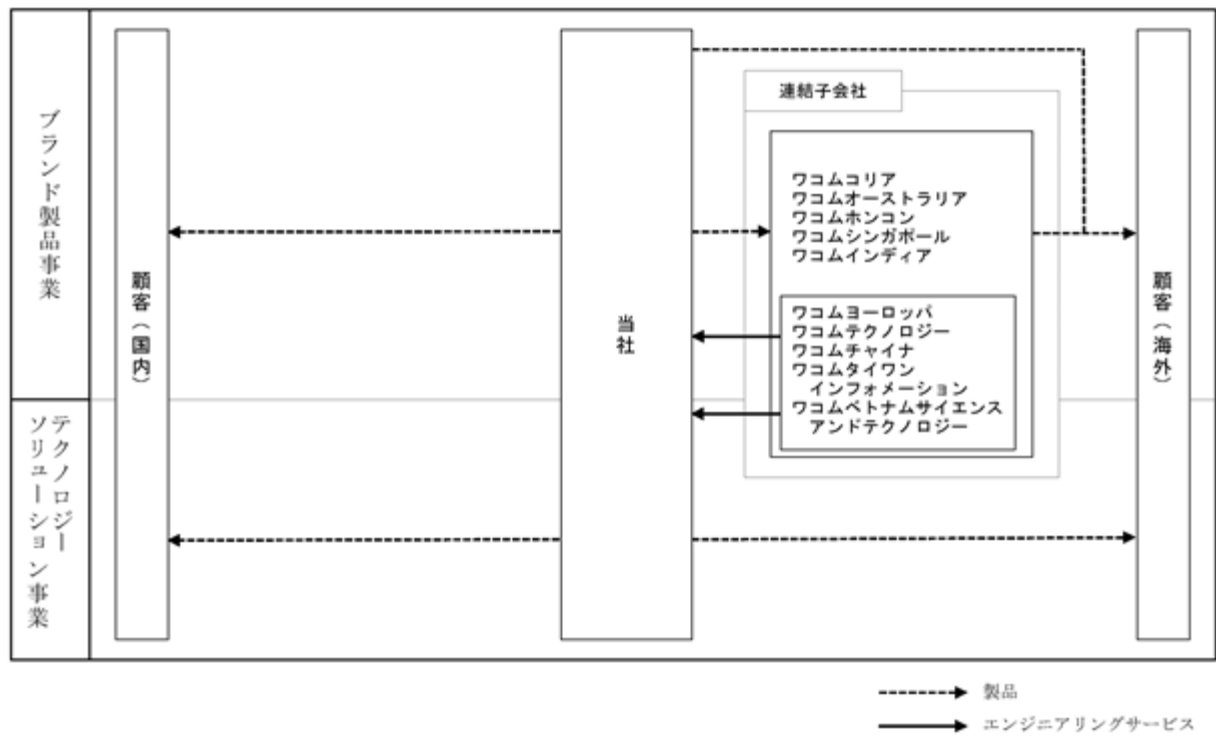 ブランド製品事業
テクノロジー
ソリューション事業
顧客（国内）
当社
連結子会社
ワコムコリア
ワコムオーストラリア
ワコムホンコン
ワコムシンガポール
ワコムインディア
ワコムヨーロッパ
ワコムテクノロジー
ワコムチャイナ
ワコムタイワン
インフォメーション
ワコムベトナムサイエンス
アンドテクノロジー
顧客（海外）
製品
エンジニアリングサービス